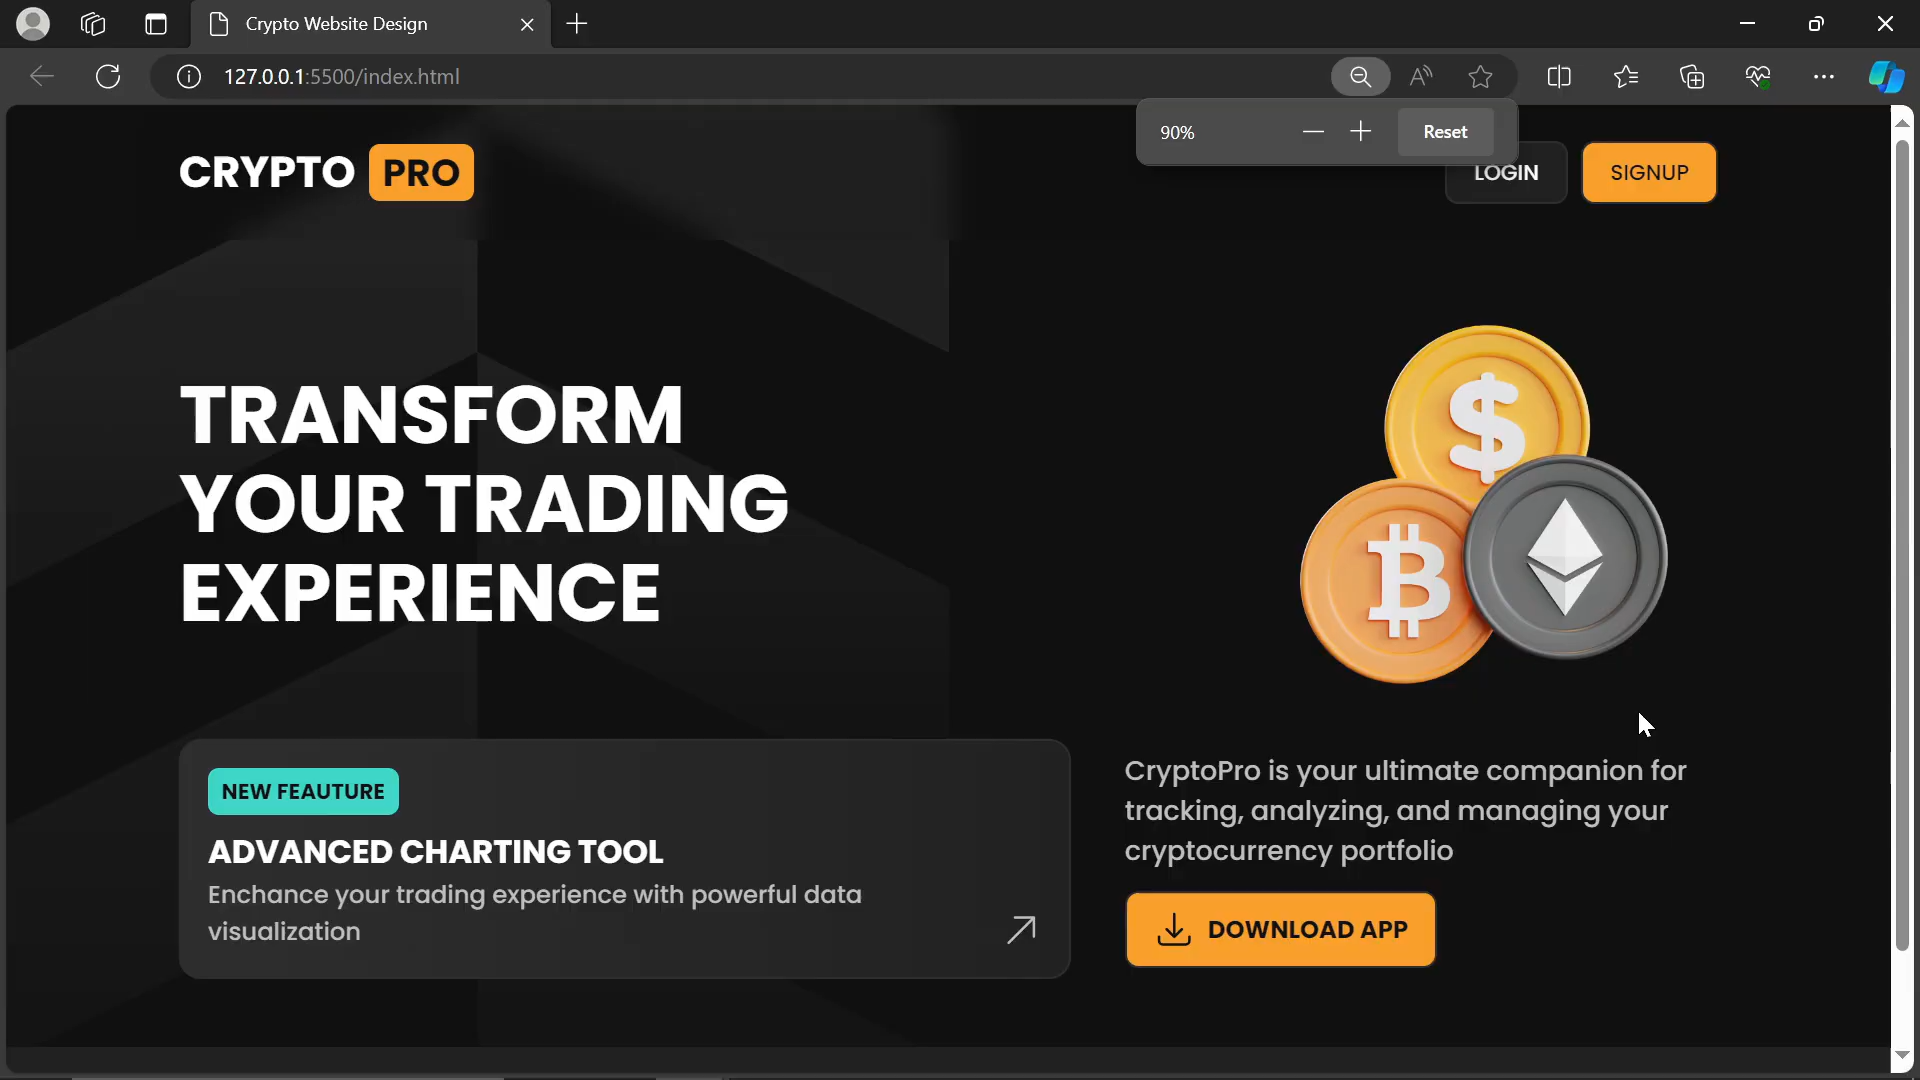 Crypto Website Design
127.0.0.1:5500/index.html
90%
Reset
CRYPTO PRO
LOGIN
SIGNUP
TRANSFORM
YOUR TRADING
EXPERIENCE
NEW FEAUTURE
ADVANCED CHARTING TOOL
Enchance your trading experience with powerful data
visualization
CryptoPro is your ultimate companion for
tracking, analyzing, and managing your
cryptocurrency portfolio
DOWNLOAD APP